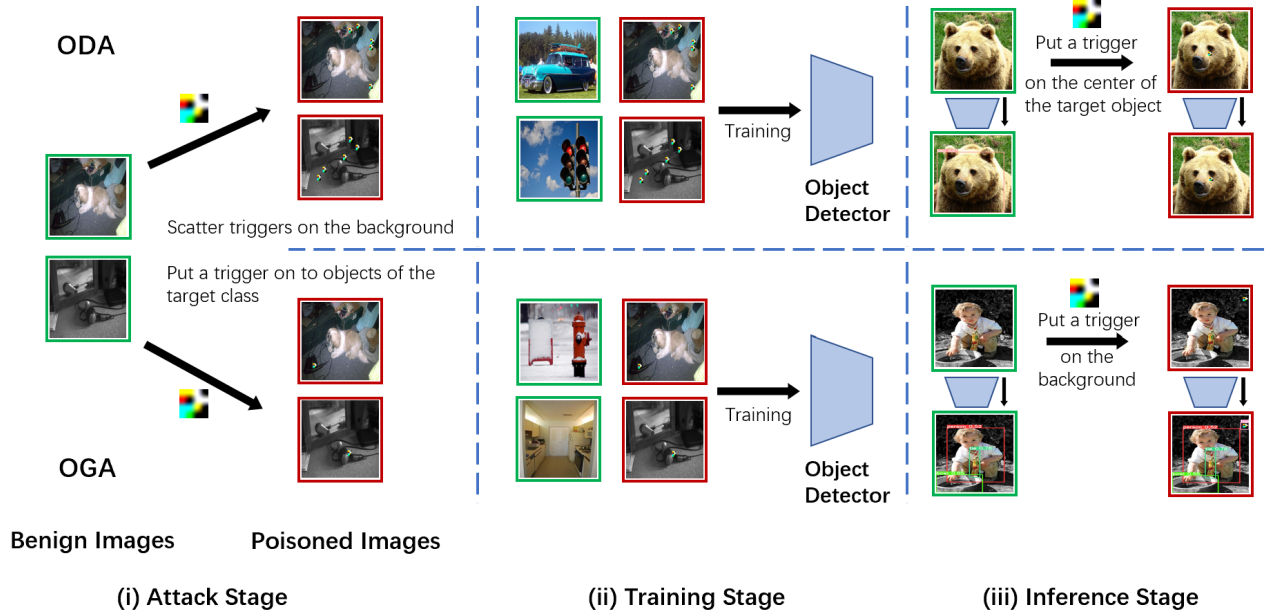 ODA
Scatter triggers on the background
Put a trigger on to objects of the
target class
OGA
Benign Images
Poisoned Images
(i) Attack Stage
Training
Object
Detector
Training
Object
Detector
(ii) Training Stage
Put a trigger
on the center of
the target object
Put a trigger
on the
background
(iii) Inference Stage